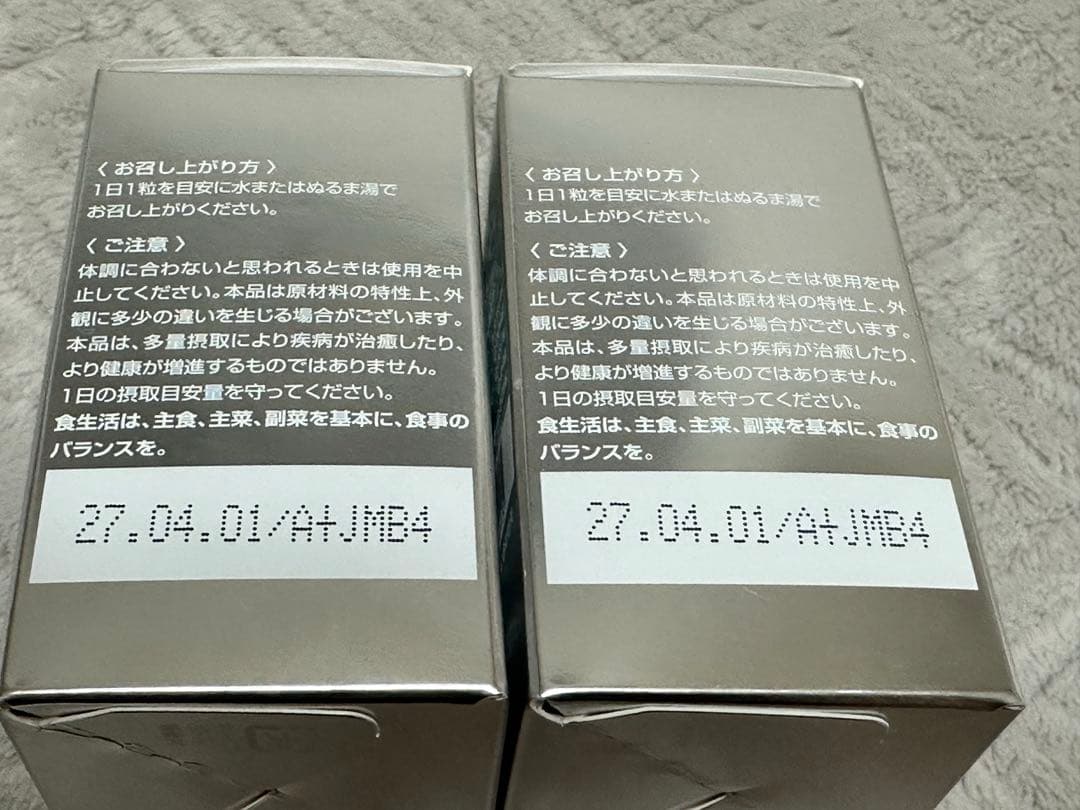 〈 お召し上がり方 〉
1日1粒を目安に水またはぬるま湯で
お召し上がりください。
〈 ご注意 〉
体調に合わないと思われるときは使用を中
止してください。本品は原材料の特性上、外
観に多少の違いを生じる場合がございます。
本品は、多量摂取により疾病が治癒したり、
より健康が増進するものではありません。
1日の摂取目安量を守ってください。
食生活は、主食、主菜、副菜を基本に、食事の
バランスを。
27.04.01/A+JMB4
〈 お召し上がり方 〉
1日1粒を目安に水またはぬるま湯で
お召し上がりください。
〈 ご注意 〉
体調に合わないと思われるときは使用を中
止してください。本品は原材料の特性上、外
観に多少の違いを生じる場合がございます。
本品は、多量摂取により疾病が治癒したり、
より健康が増進するものではありません。
1日の摂取目安量を守ってください。
食生活は、主食、主菜、副菜を基本に、食事の
バランスを。
27.04.01/A+JMB4